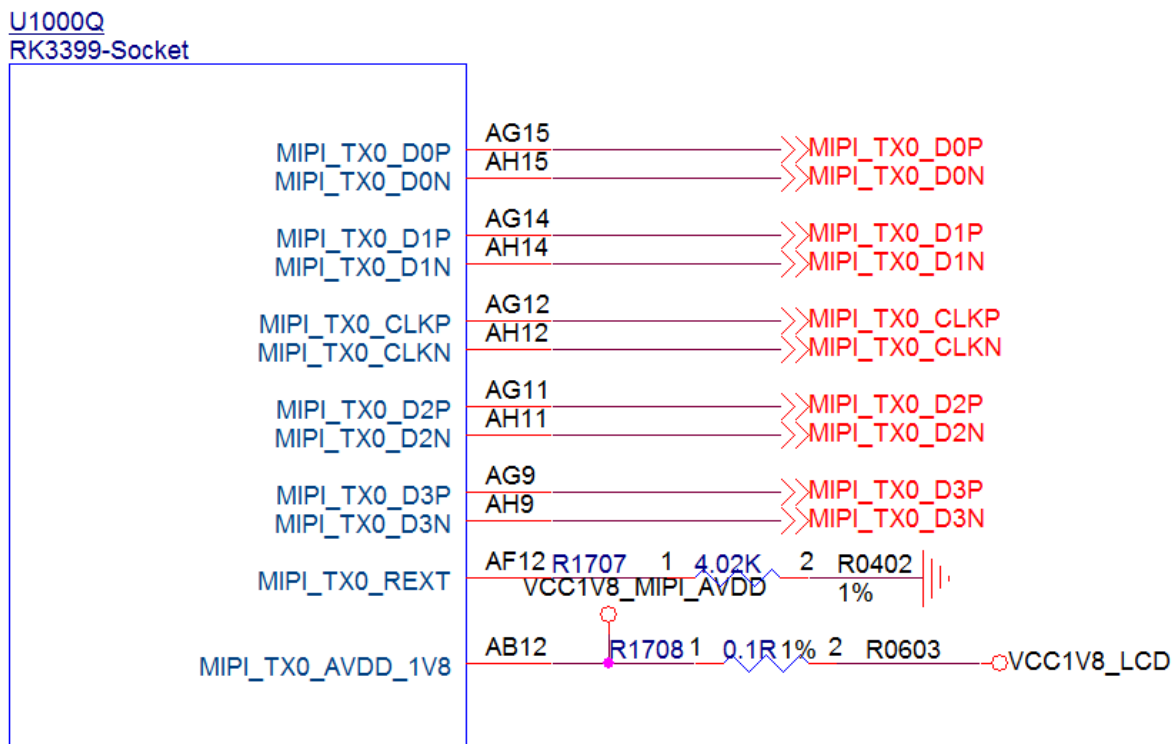 U1000Q
RK3399-Socket
MIPI_TX0_D0P AG15 MIPI_TX0_D0P
MIPI_TX0_D0N AH15 MIPI_TX0_D0N
MIPI_TX0_D1P AG14 MIPI_TX0_D1P
MIPI_TX0_D1N AH14 MIPI_TX0_D1N
MIPI_TX0_CLKP AG12 MIPI_TX0_CLKP
MIPI_TX0_CLKN AH12 MIPI_TX0_CLKN
MIPI_TX0_D2P AG11 MIPI_TX0_D2P
MIPI_TX0_D2N AH11 MIPI_TX0_D2N
MIPI_TX0_D3P AG9 MIPI_TX0_D3P
MIPI_TX0_D3N AH9 MIPI_TX0_D3N
MIPI_TX0_REXT AF12 R1707 1 4.02K 2 R0402
VCC1V8_MIPI_AVDD 1%
MIPI_TX0_AVDD_1V8 AB12 R1708 1 0.1R 1% 2 R0603 VCC1V8_LCD